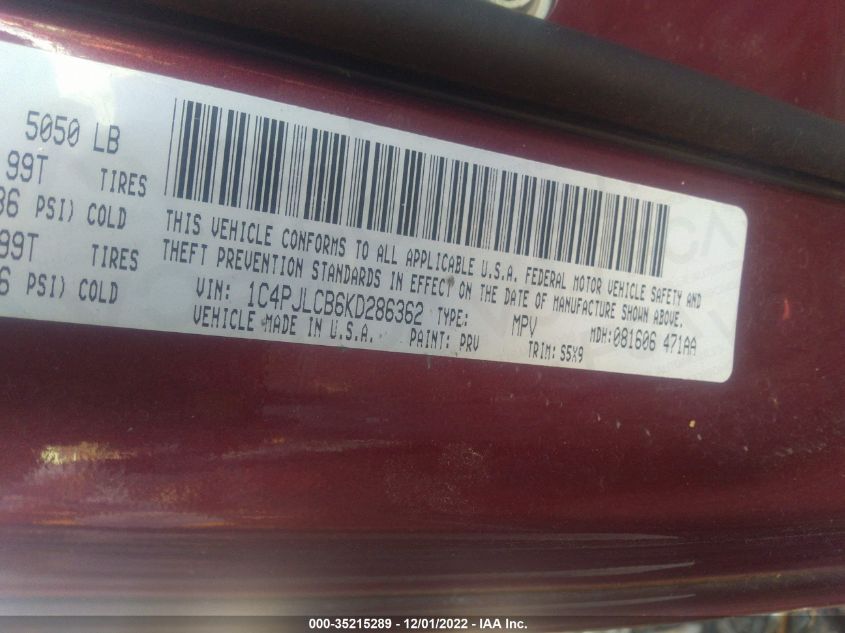 5050 LB
99T TIRES
36 PSI) COLD
99T TIRES
6 PSI) COLD
THIS VEHICLE CONFORMS TO ALL APPLICABLE U.S.A. FEDERAL MOTOR VEHICLE SAFETY AND
THEFT PREVENTION STANDARDS IN EFFECT ON THE DATE OF MANUFACTURE SHOWN ABOVE.
VIN: 1C4PJLCB6KD286362 TYPE: MPV MDH:081606 471AA
VEHICLE MADE IN U.S.A. PAINT: PRV TRIM: S5X9
000-35215289 - 12/01/2022 - IAA Inc.